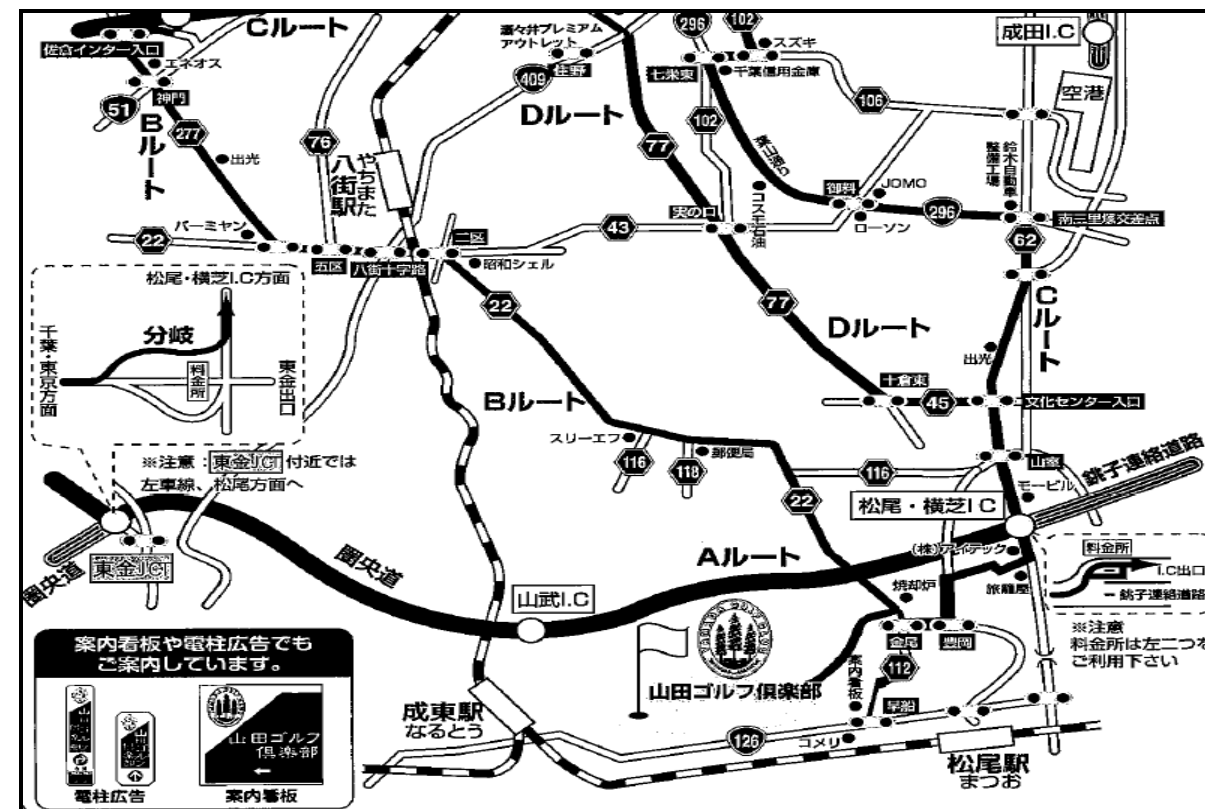 Cルート
佐倉インター入口
エネオス
51
神門
Bルート
277
出光
76
八街駅
やちまた
22
バーミヤン
五区
八街十字路
二区
昭和シェル
酒々井プレミアム
アウトレット
409
住野
Dルート
77
43
296
102
スズキ
千葉信用金庫
七栄東
102
106
成田I.C
空港
鈴木自動車
整備工場
コスモ石油
実の口
御料
JOMO
ローソン
296
南三里塚交差点
62
Cルート
出光
文化センター入口
45
十倉東
Dルート
77
22
Bルート
スリーエフ
116
118
郵便局
22
116
山室
モービル
銚子連絡道路
松尾・横芝IC
松尾・横芝I.C方面
分岐
千葉・東京方面
料金所
東金出口
※注意:東金JCT付近では
左車線、松尾方面へ
圏央道
東金JCT
圏央道
山武I.C
Aルート
(株)アイテック
旅籠屋
焼却炉
金尾
豊岡
112
案内看板
早船
コメリ
126
山田ゴルフ倶楽部
成東駅
なるとう
松尾駅
まつお
料金所
I.C出口
銚子連絡道路
※注意
料金所は左二つを
ご利用下さい
案内看板や電柱広告でも
ご案内しています。
山田ゴルフ
倶楽部
電柱広告
案内看板